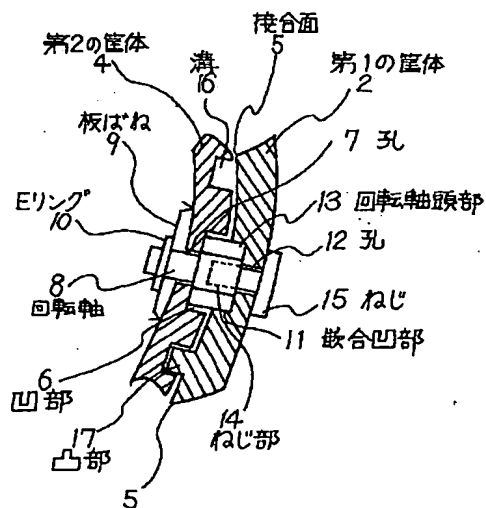 接合面
5
第2の筐体
4
溝
16
第1の筐体
2
板ばね
9
7 孔
Eリング
10
13 回転軸頭部
12 孔
8
回転軸
15 ねじ
11 嵌合凹部
6
凹部
14
ねじ部
17
凸部
5